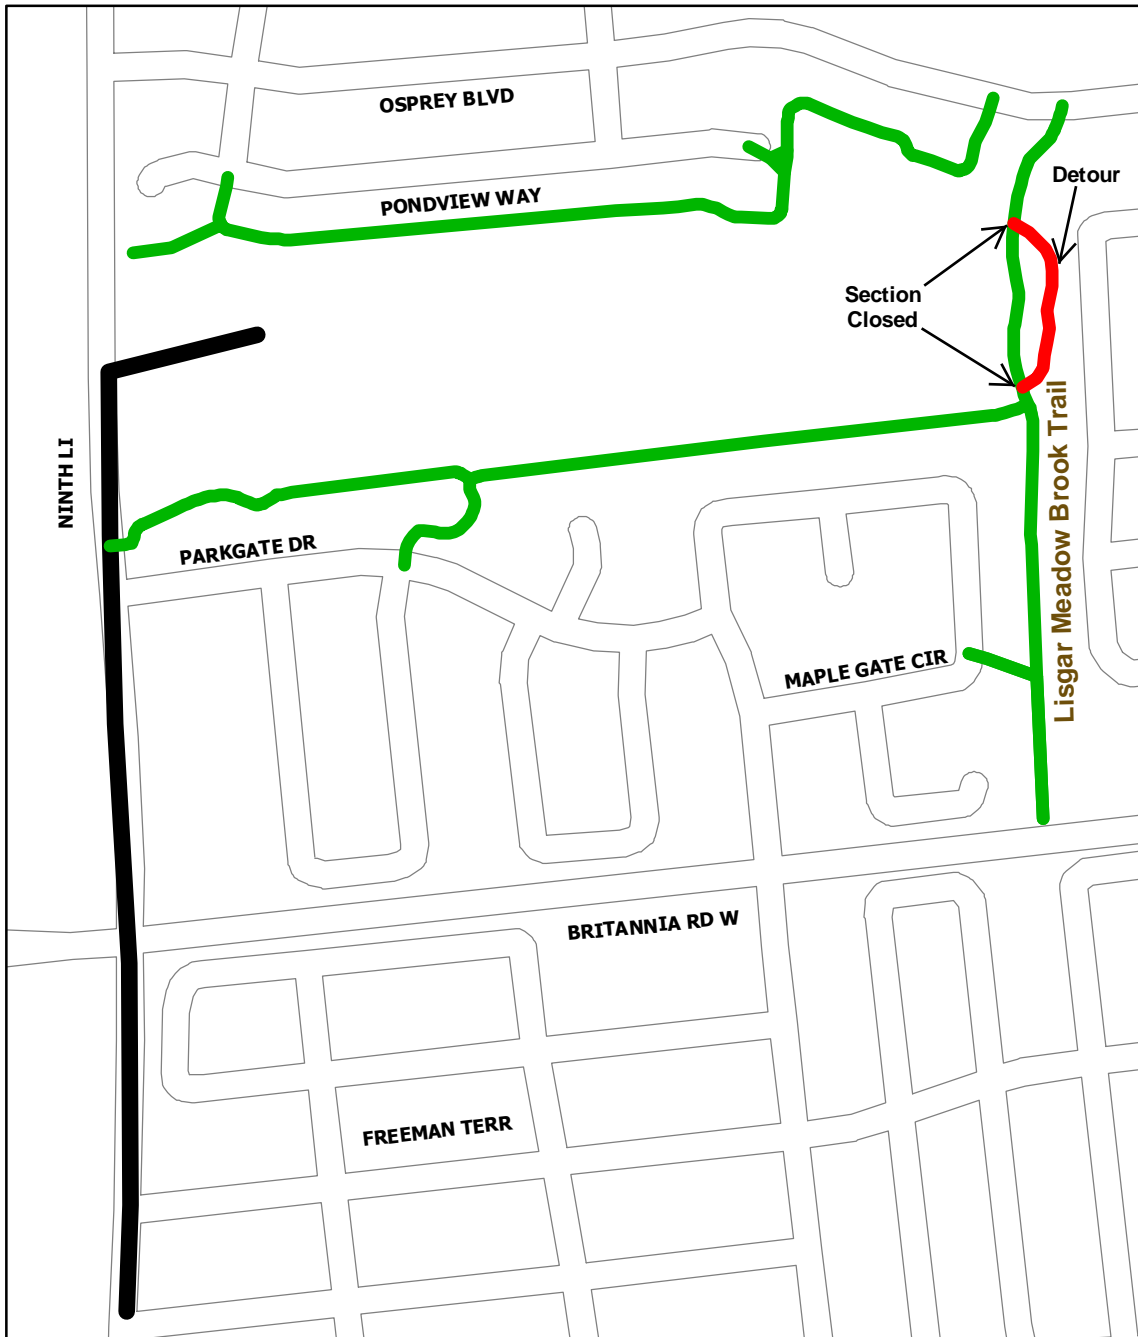 OSPREY BLVD
Detour
PONDVIEW WAY
Section
Closed
NINTH LI
PARKGATE DR
Lisgar Meadow Brook Trail
MAPLE GATE CIR
BRITANNIA RD W
FREEMAN TERR